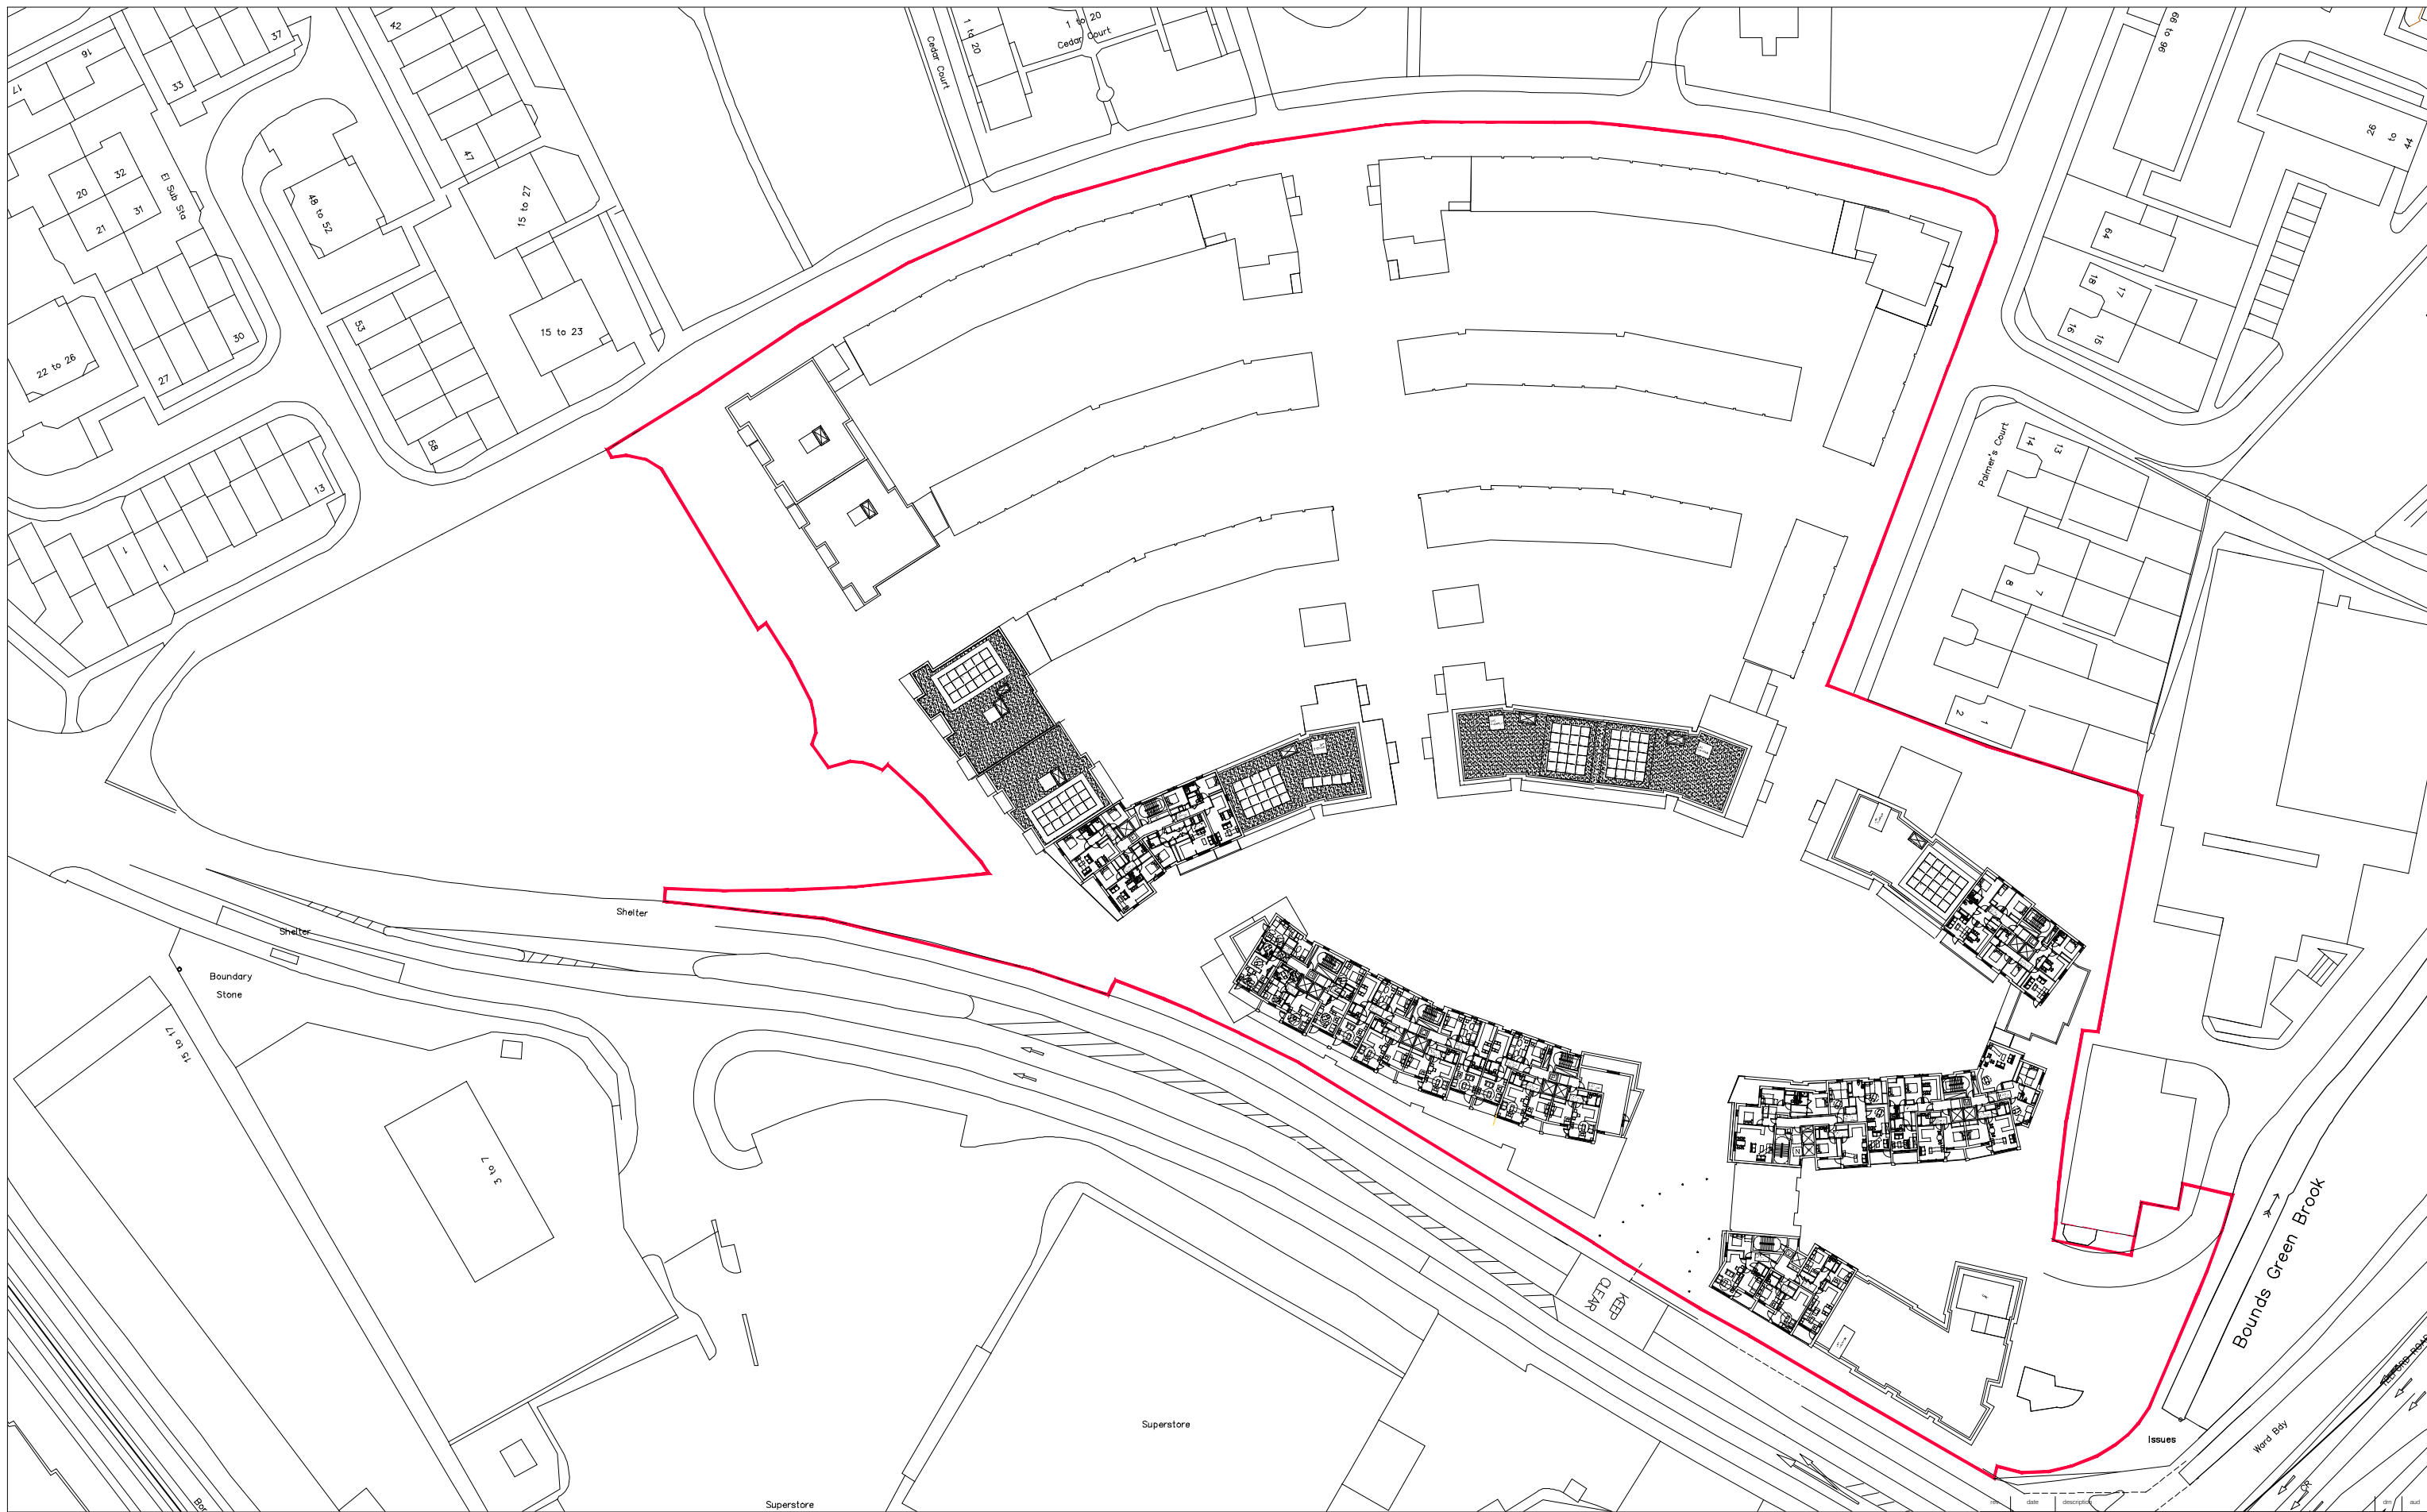 42
37
16
33
17
47
32
20
31
21
El Sub Sta
48 to 52
15 to 27
15 to 23
53
58
30
27
22 to 26
13
1
1
Cedar Court
1 to 20
1 to 20
Cedar Court
66 to 96
26 to 44
64
18
17
16
15
Palmer's Court
14
13
8
7
2
1
Shelter
Shelter
Boundary
Stone
15 to 17
3 to 7
KEEP
CLEAR
Superstore
Superstore
Bounds Green Brook
Issues
Ward Bdy
rev
date
description
drn
aud